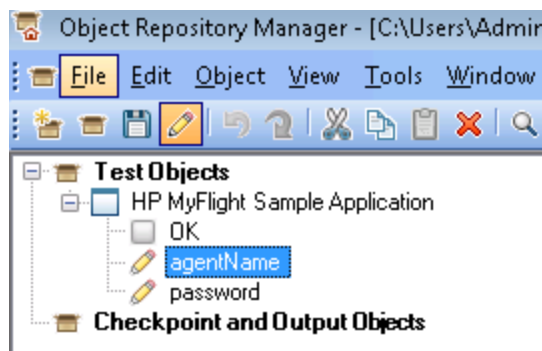 Object Repository Manager - [C:\Users\Admin
File Edit Object View Tools Window
Test Objects
HP MyFlight Sample Application
OK
agentName
password
Checkpoint and Output Objects